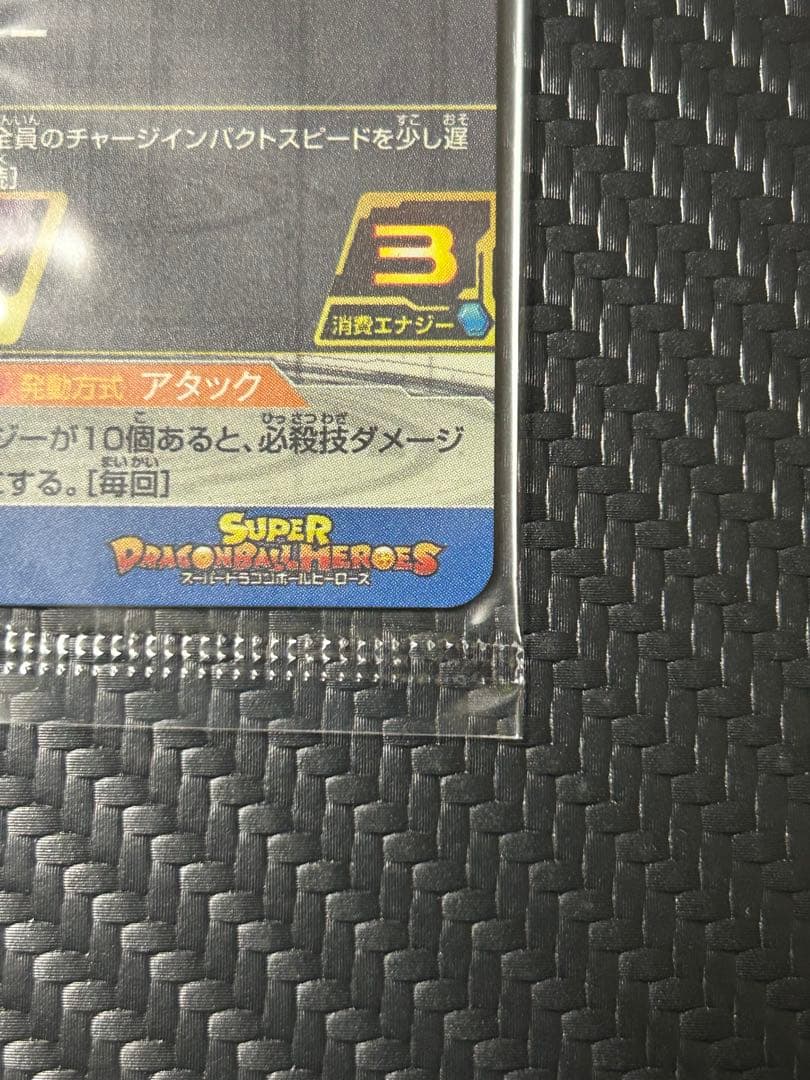 全員のチャージインパクトスピードを少し遅
続]
3
消費エナジー
発動方式 アタック
ジーが10個あると、必殺技ダメージ
にする。[毎回]
SUPER
DRAGONBALL HEROES
スーパードラゴンボールヒーローズ